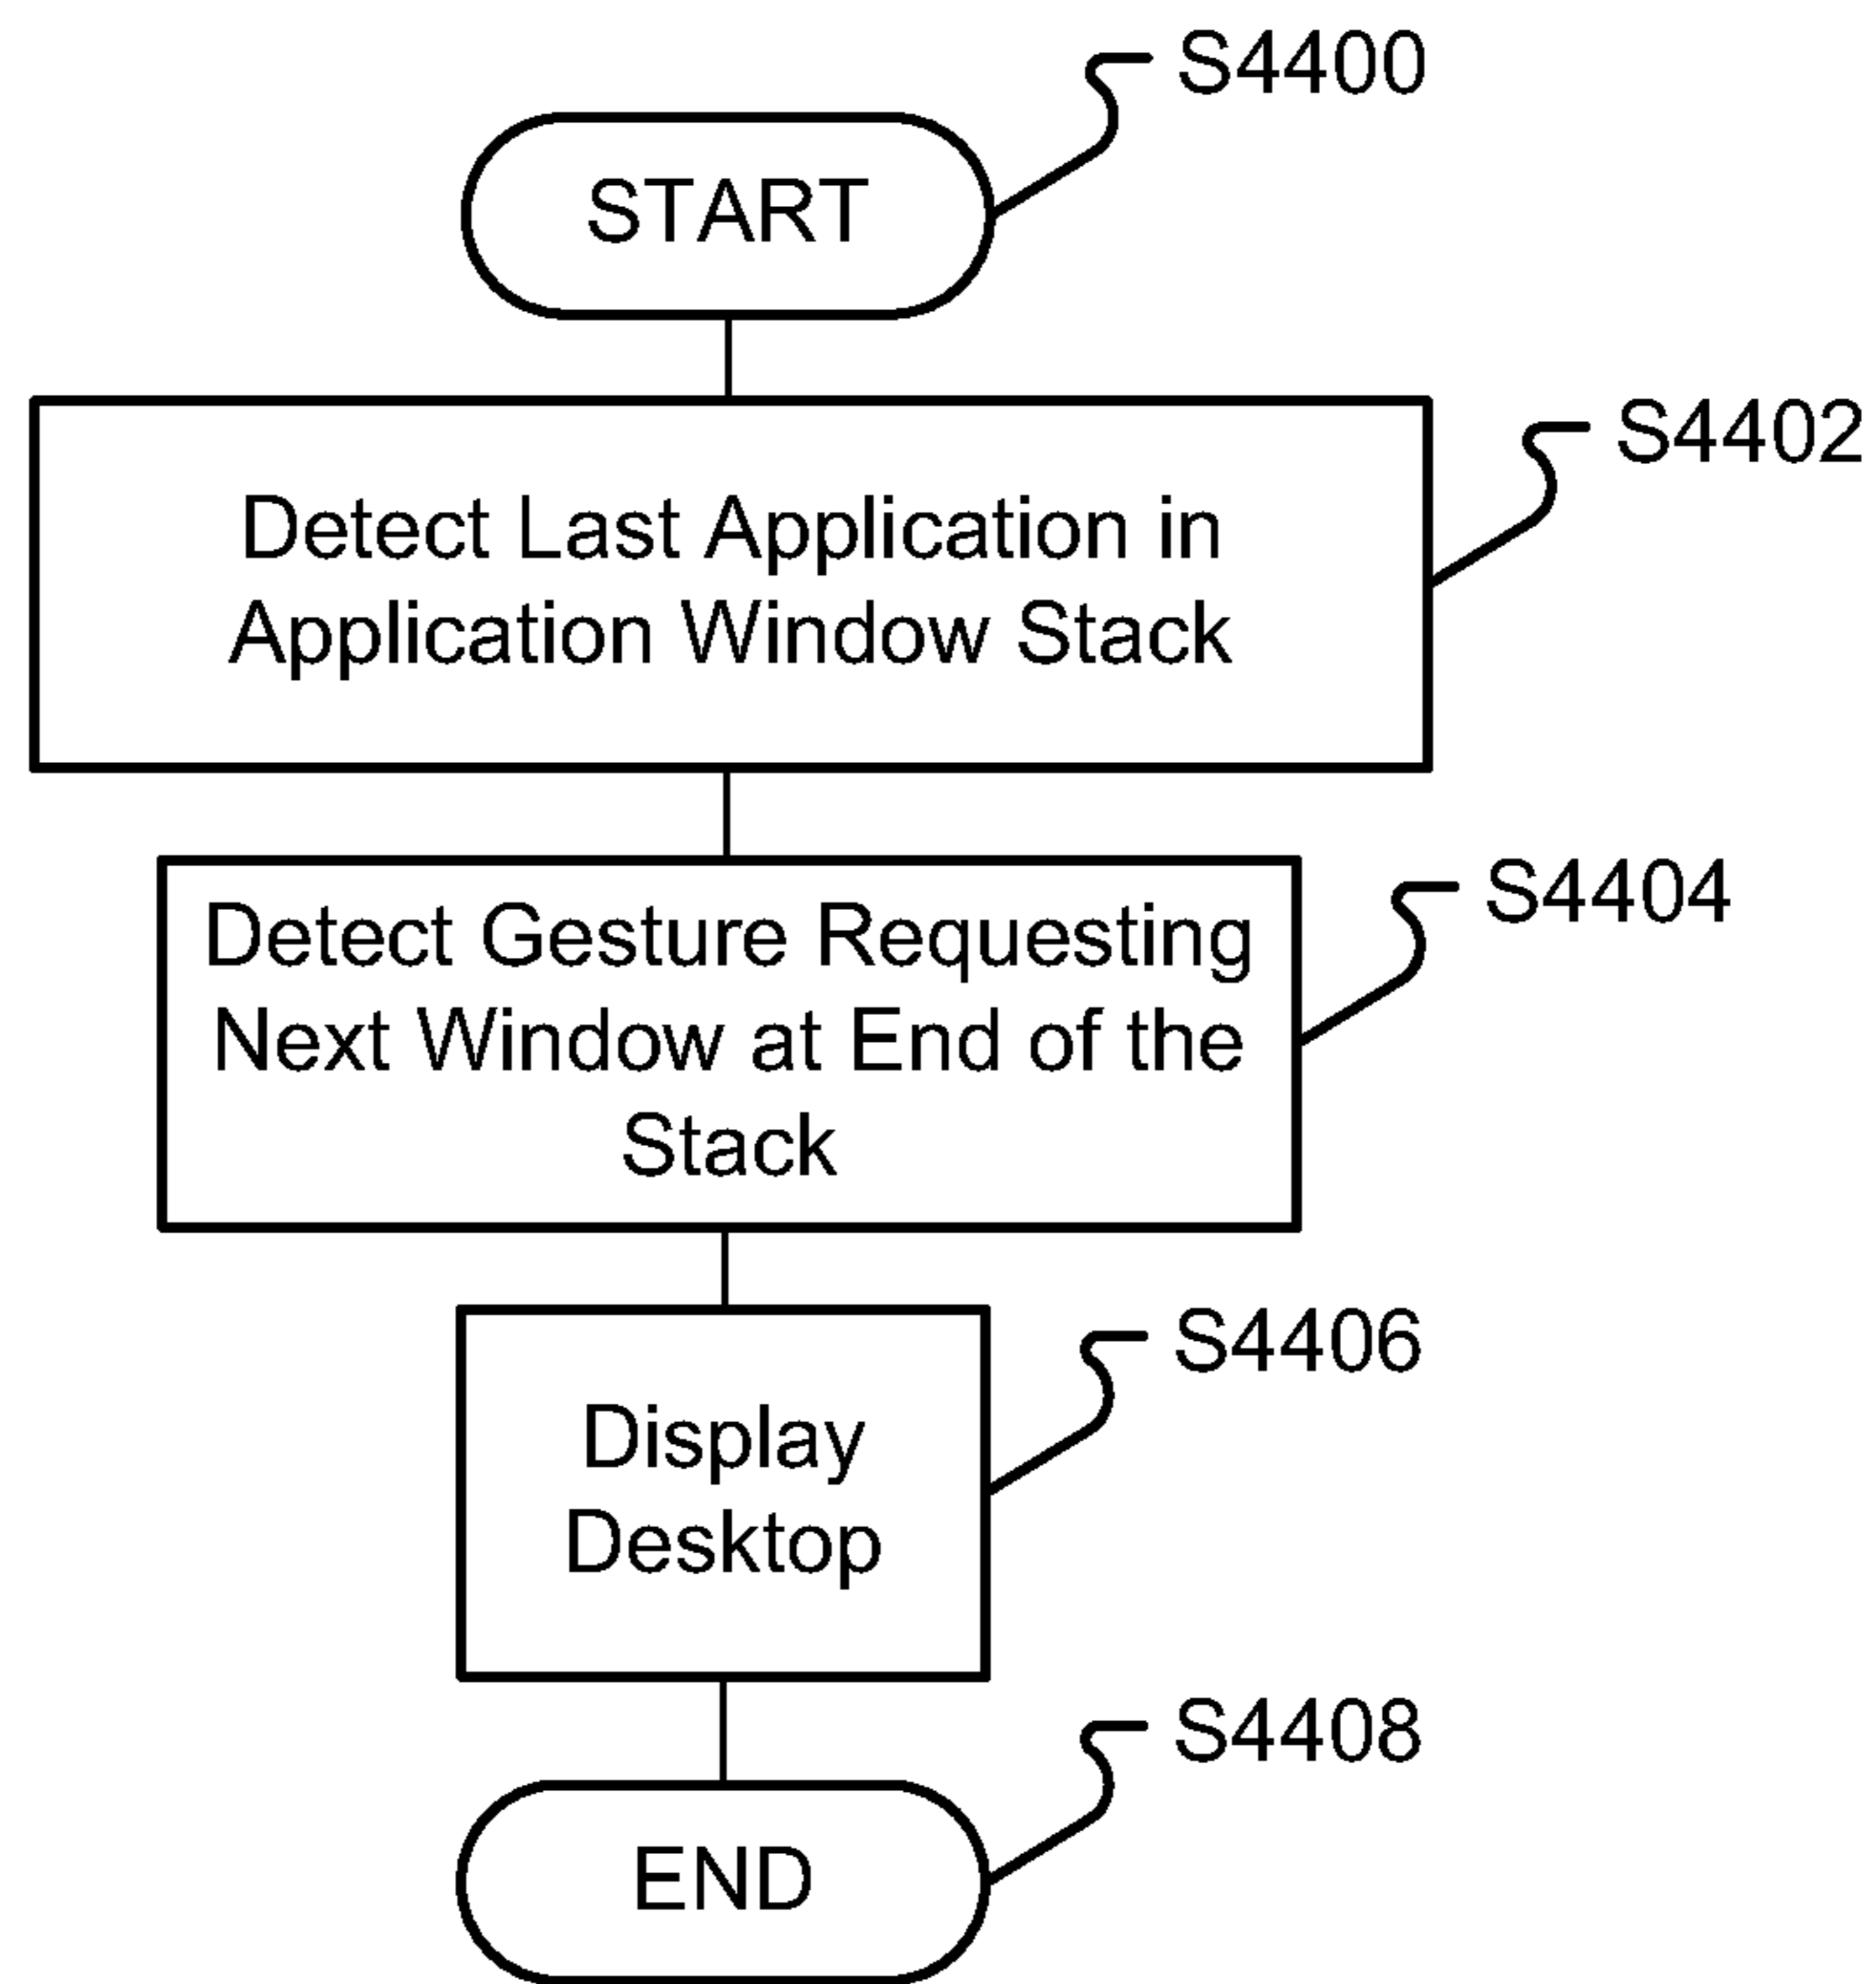 S4400
START
S4402
Detect Last Application in
Application Window Stack
S4404
Detect Gesture Requesting
Next Window at End of the
Stack
S4406
Display
Desktop
S4408
END